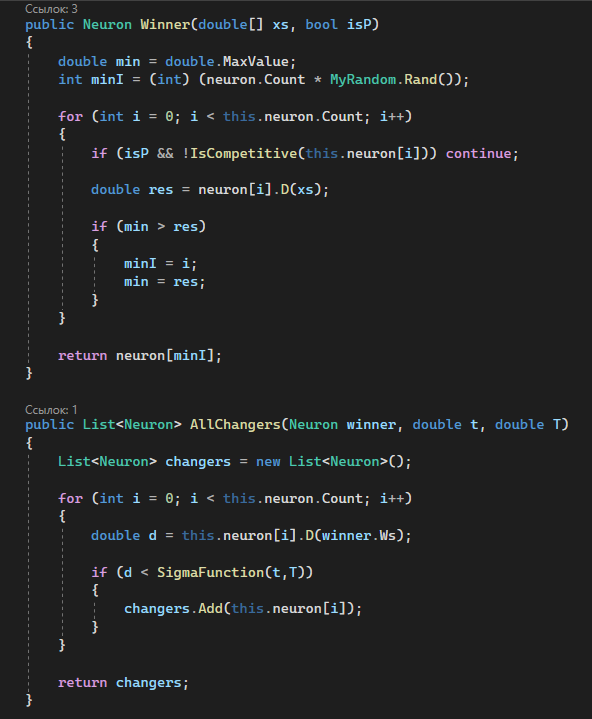 Ссылок: 3
public Neuron Winner(double[] xs, bool isP)
{
    double min = double.MaxValue;
    int minI = (int) (neuron.Count * MyRandom.Rand());

    for (int i = 0; i < this.neuron.Count; i++)
    {
        if (isP && !IsCompetitive(this.neuron[i])) continue;

        double res = neuron[i].D(xs);

        if (min > res)
        {
            minI = i;
            min = res;
        }
    }

    return neuron[minI];
}

Ссылок: 1
public List<Neuron> AllChangers(Neuron winner, double t, double T)
{
    List<Neuron> changers = new List<Neuron>();

    for (int i = 0; i < this.neuron.Count; i++)
    {
        double d = this.neuron[i].D(winner.Ws);

        if (d < SigmaFunction(t,T))
        {
            changers.Add(this.neuron[i]);
        }
    }

    return changers;
}